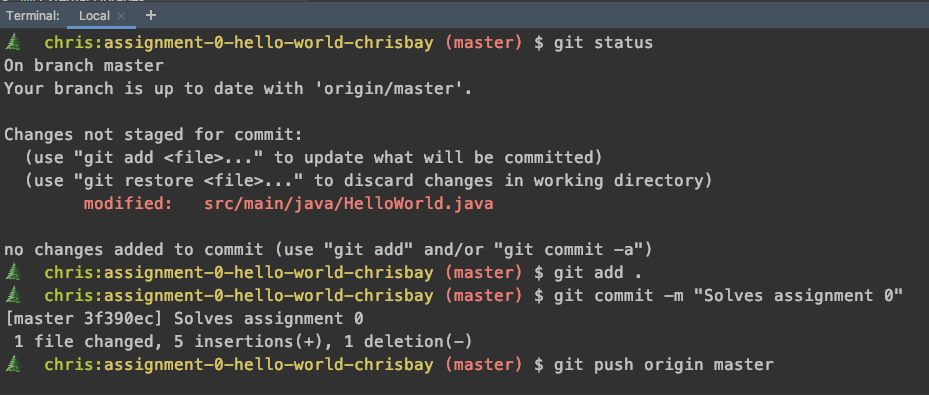 Terminal: Local × +
chris:assignment-0-hello-world-chrisbay (master) $ git status
On branch master
Your branch is up to date with 'origin/master'.
Changes not staged for commit:
(use "git add <file>..." to update what will be committed)
(use "git restore <file>..." to discard changes in working directory)
modified: src/main/java/HelloWorld.java
no changes added to commit (use "git add" and/or "git commit -a")
chris:assignment-0-hello-world-chrisbay (master) $ git add .
chris:assignment-0-hello-world-chrisbay (master) $ git commit -m "Solves assignment 0"
[master 3f390ec] Solves assignment 0
1 file changed, 5 insertions(+), 1 deletion(-)
chris:assignment-0-hello-world-chrisbay (master) $ git push origin master